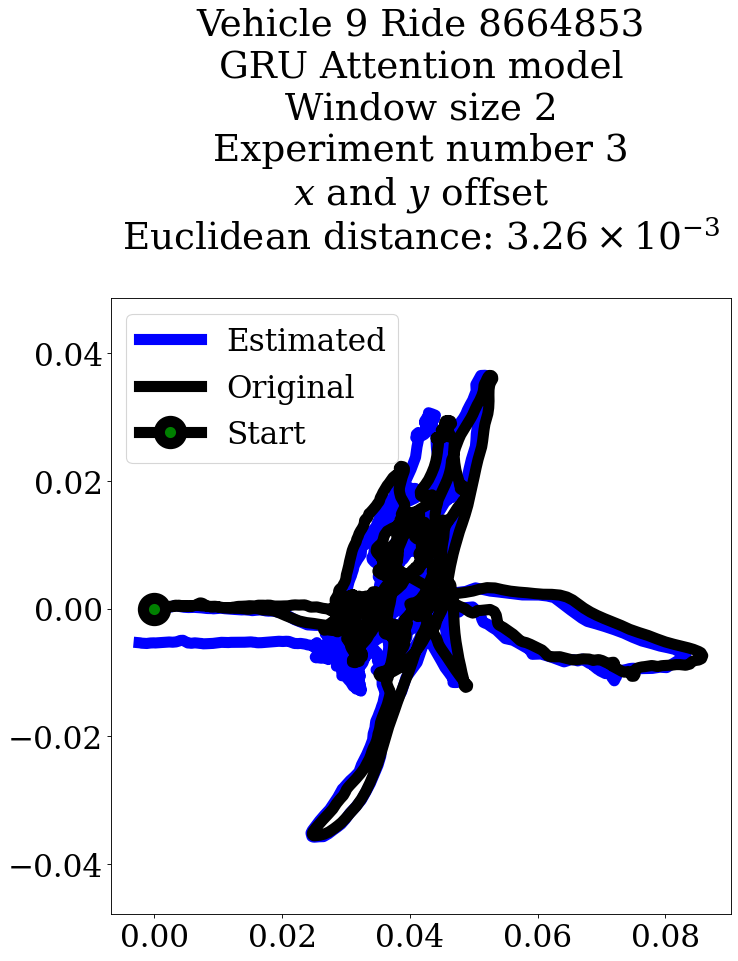 Vehicle 9 Ride 8664853
GRU Attention model
Window size 2
Experiment number 3
x and y offset
Euclidean distance: 3.26 × 10⁻³
Estimated
Original
Start
0.04
0.02
0.00
−0.02
−0.04
0.00 0.02 0.04 0.06 0.08